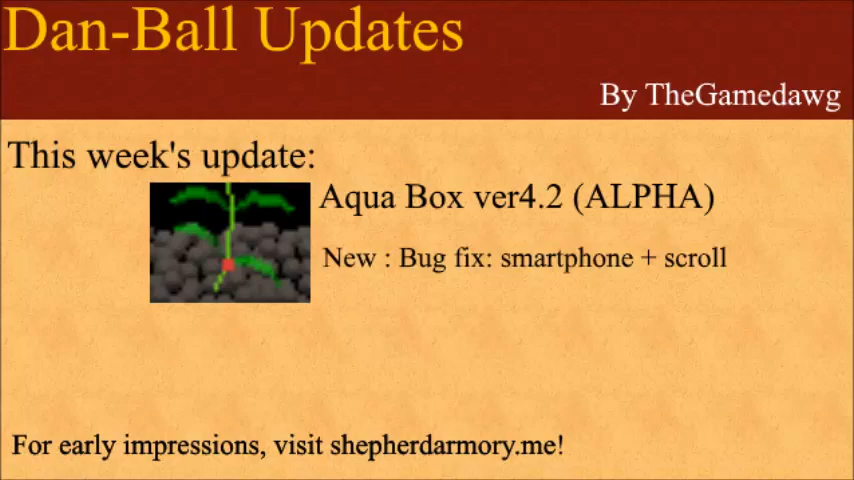 Dan-Ball Updates
By TheGamedawg
This week's update:
Aqua Box ver4.2 (ALPHA)
New : Bug fix: smartphone + scroll
For early impressions, visit shepherdarmory.me!